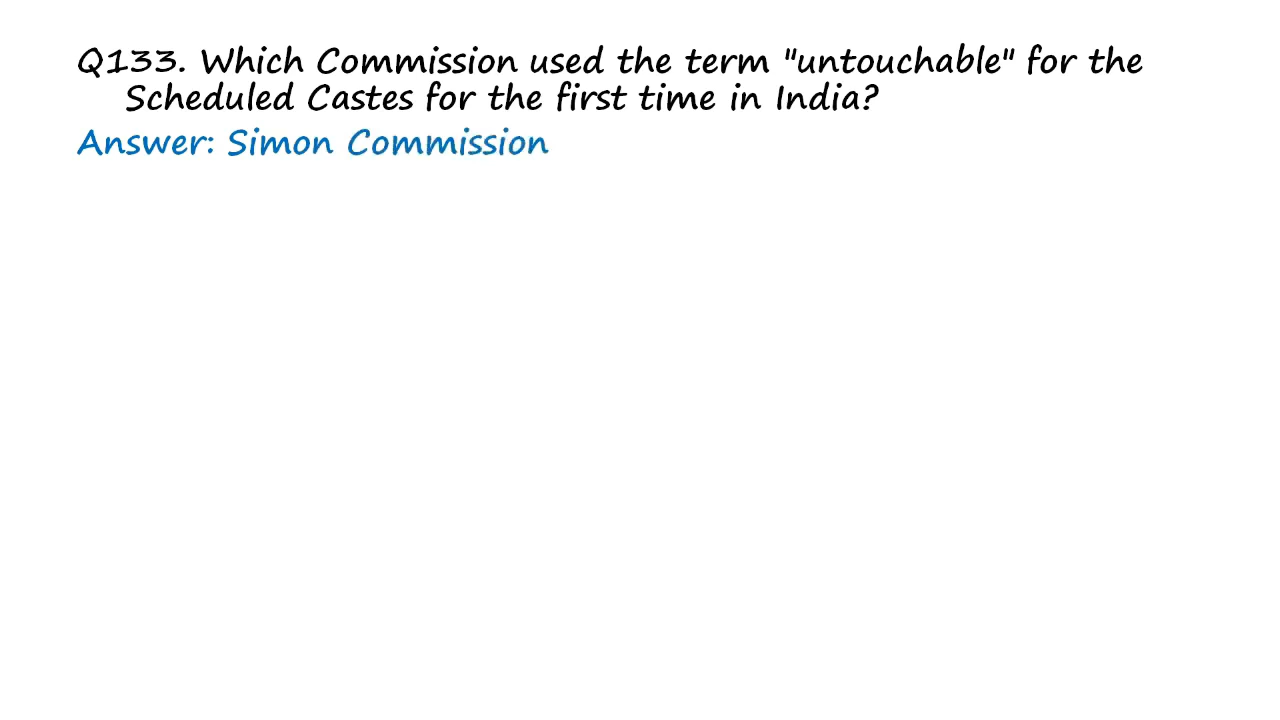 Q133. Which Commission used the term "untouchable" for the
Scheduled Castes for the first time in India?
Answer: Simon Commission